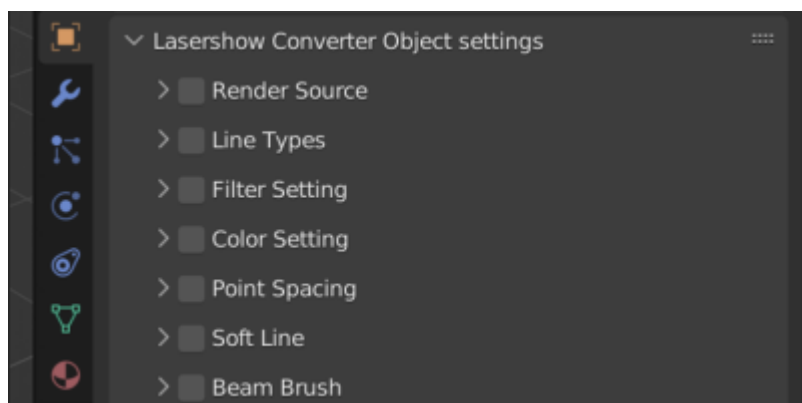 Lasershow Converter Object settings
Render Source
Line Types
Filter Setting
Color Setting
Point Spacing
Soft Line
Beam Brush